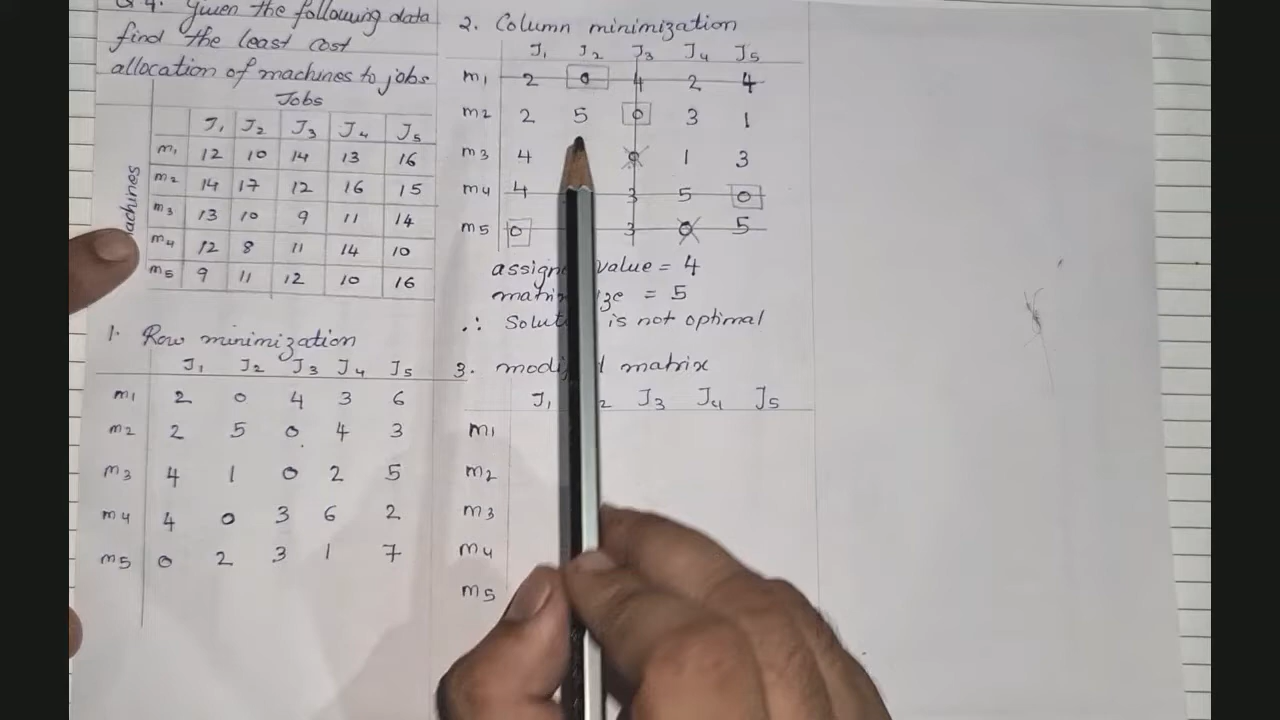 Q 4. Given the following data
find the least cost
allocation of machines to jobs
Jobs
J1 J2 J3 J4 J5
m1 12 10 14 13 16
m2 14 17 12 16 15
m3 13 10 9 11 14
m4 12 8 11 14 10
m5 9 11 12 10 16
1. Row minimization
J1 J2 J3 J4 J5
m1 2 0 4 3 6
m2 2 5 0 4 3
m3 4 1 0 2 5
m4 4 0 3 6 2
m5 0 2 3 1 7
2. Column minimization
J1 J2 J3 J4 J5
m1 2 0 4 2 4
m2 2 5 0 3 1
m3 4 0 1 3
m4 4 3 5 0
m5 0 3 0 5
value = 4
= 5
∴ is not optimal
3. matrix
J1 J3 J4 J5
m1
m2
m3
m4
m5